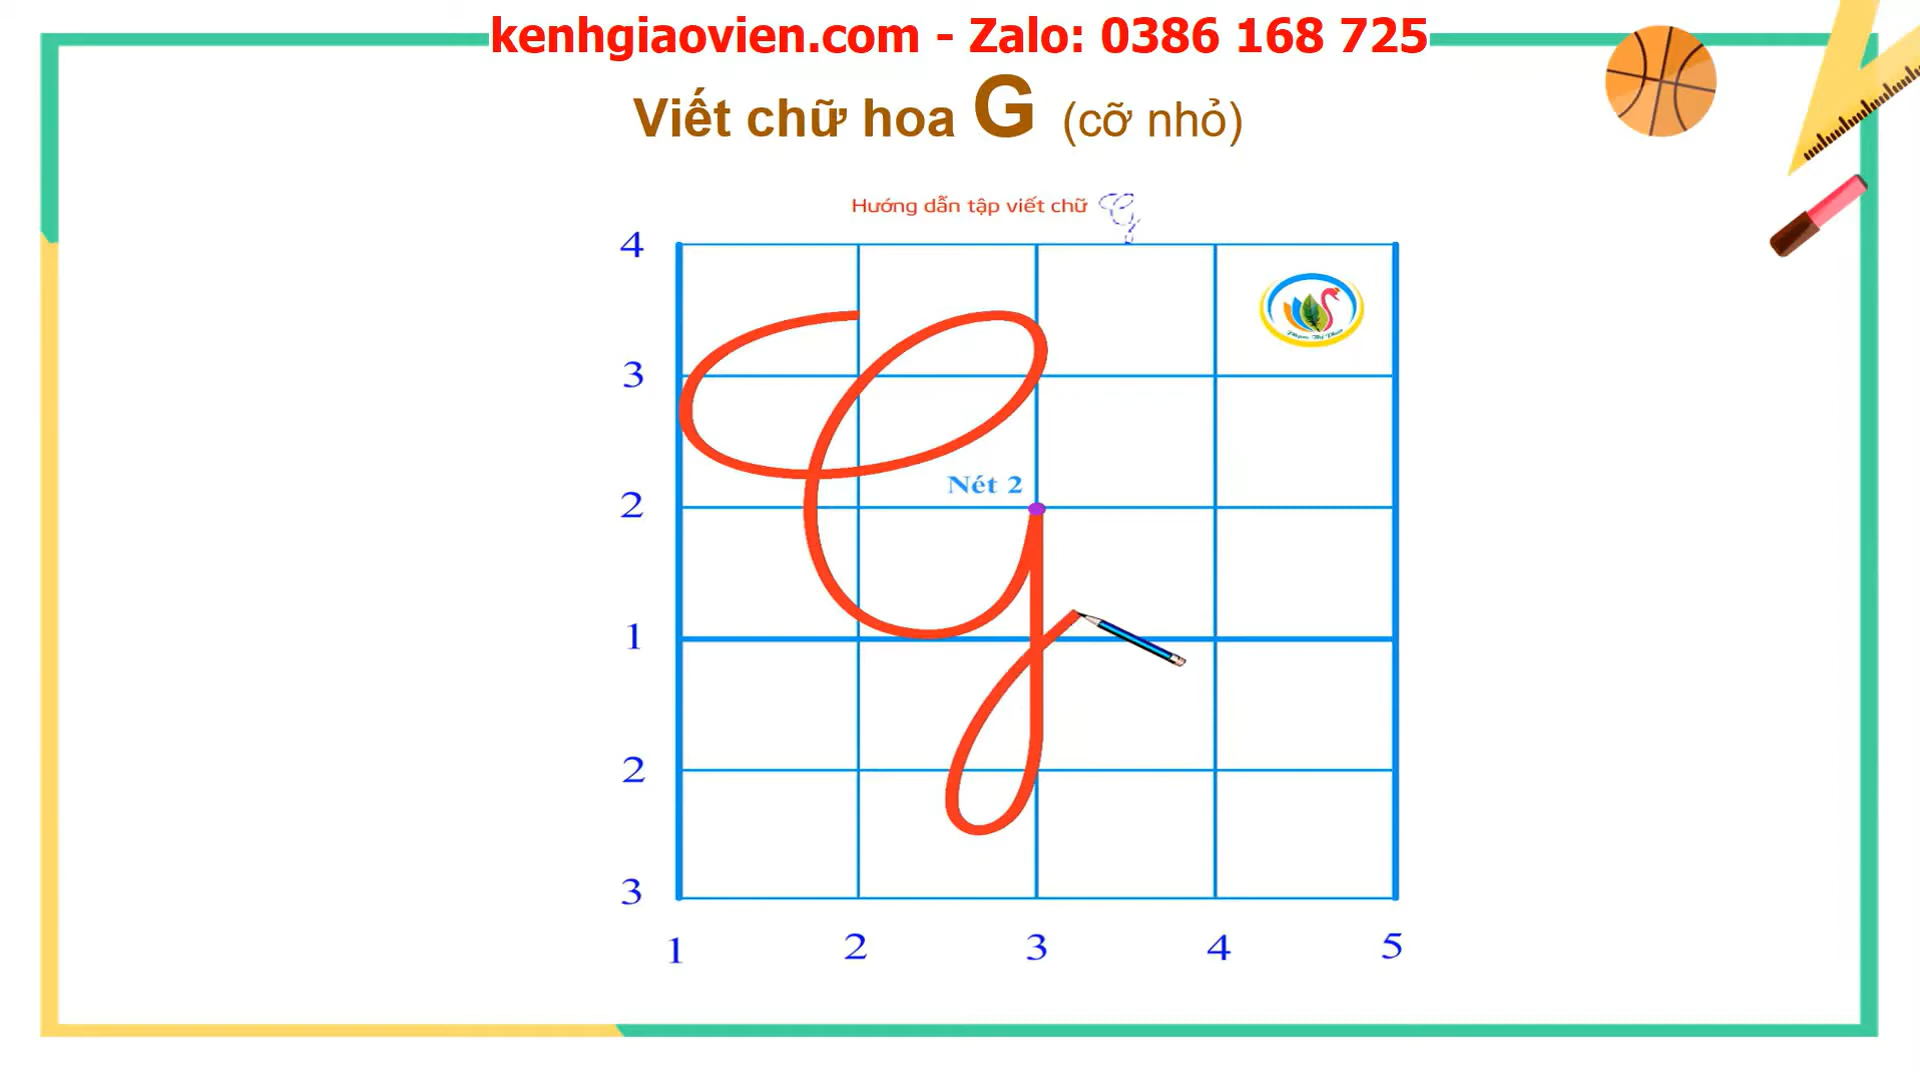 kenhgiaovien.com - Zalo: 0386 168 725
Viết chữ hoa G (cỡ nhỏ)
Hướng dẫn tập viết chữ G
4
3
2
Nét 2
1
2
3
1 2 3 4 5